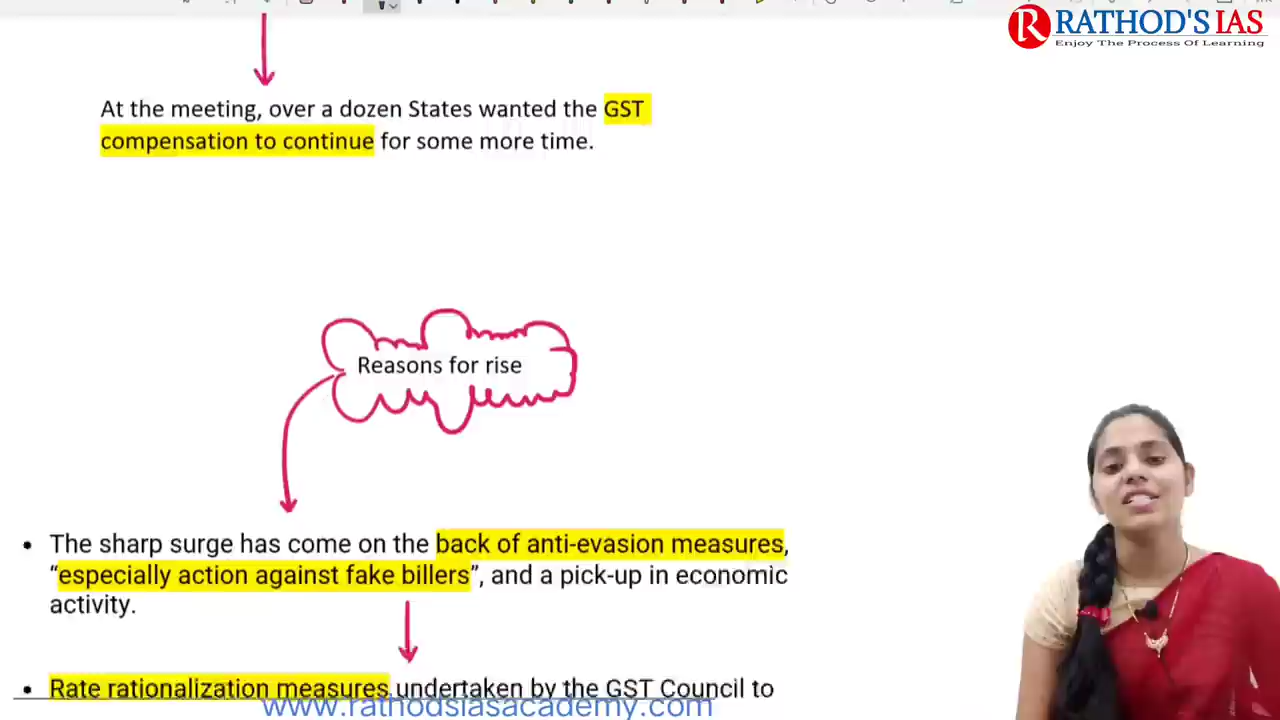 RATHOD'S IAS
Enjoy The Process Of Learning
At the meeting, over a dozen States wanted the GST
compensation to continue for some more time.
Reasons for rise
• The sharp surge has come on the back of anti-evasion measures,
“especially action against fake billers”, and a pick-up in economic
activity.
• Rate rationalization measures undertaken by the GST Council to
www.rathodsiasacademy.com